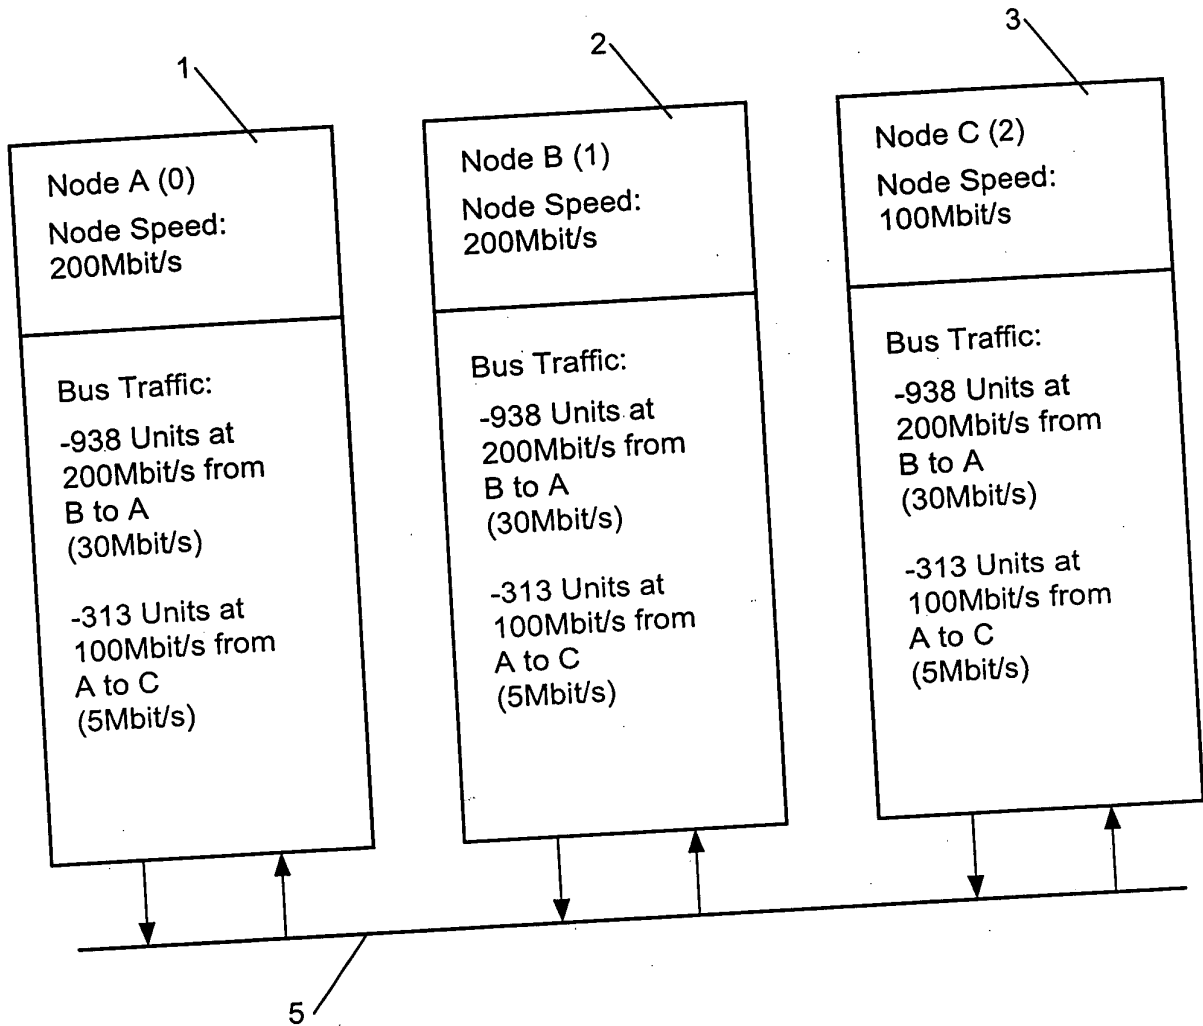 1
2
3
Node A (0)
Node Speed:
200Mbit/s
Bus Traffic:
-938 Units at
200Mbit/s from
B to A
(30Mbit/s)
-313 Units at
100Mbit/s from
A to C
(5Mbit/s)
Node B (1)
Node Speed:
200Mbit/s
Bus Traffic:
-938 Units at
200Mbit/s from
B to A
(30Mbit/s)
-313 Units at
100Mbit/s from
A to C
(5Mbit/s)
Node C (2)
Node Speed:
100Mbit/s
Bus Traffic:
-938 Units at
200Mbit/s from
B to A
(30Mbit/s)
-313 Units at
100Mbit/s from
A to C
(5Mbit/s)
5